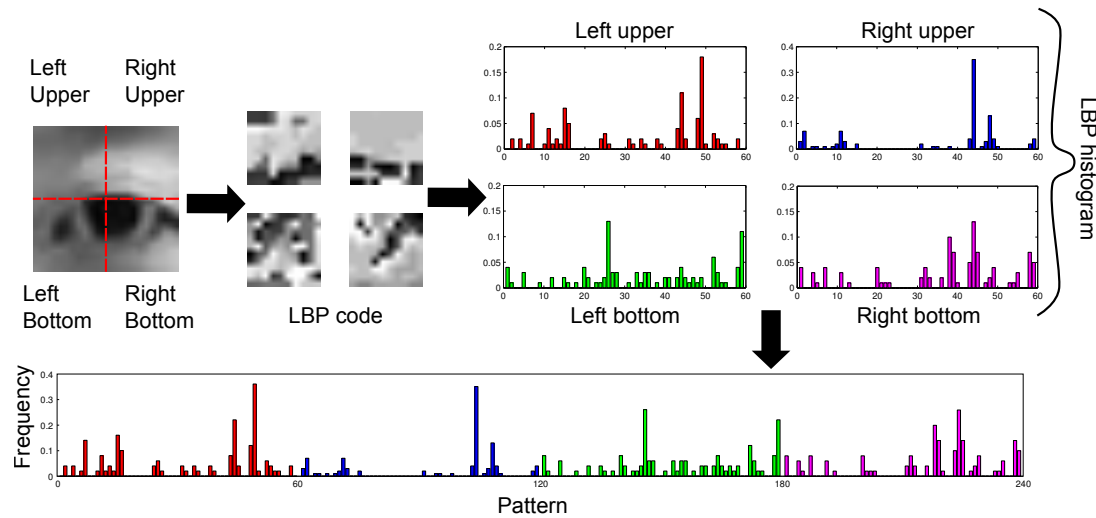 Left
Upper
Right
Upper
Left
Bottom
Right
Bottom
LBP code
Left upper
0.2
0.15
0.1
0.05
0
0 10 20 30 40 50 60
Right upper
0.4
0.3
0.2
0.1
0
0 10 20 30 40 50 60
0.2
0.15
0.1
0.05
0
0 10 20 30 40 50 60
Left bottom
0.2
0.15
0.1
0.05
0
0 10 20 30 40 50 60
Right bottom
LBP histogram
Frequency
0.4
0.3
0.2
0.1
0
0 60 120 180 240
Pattern